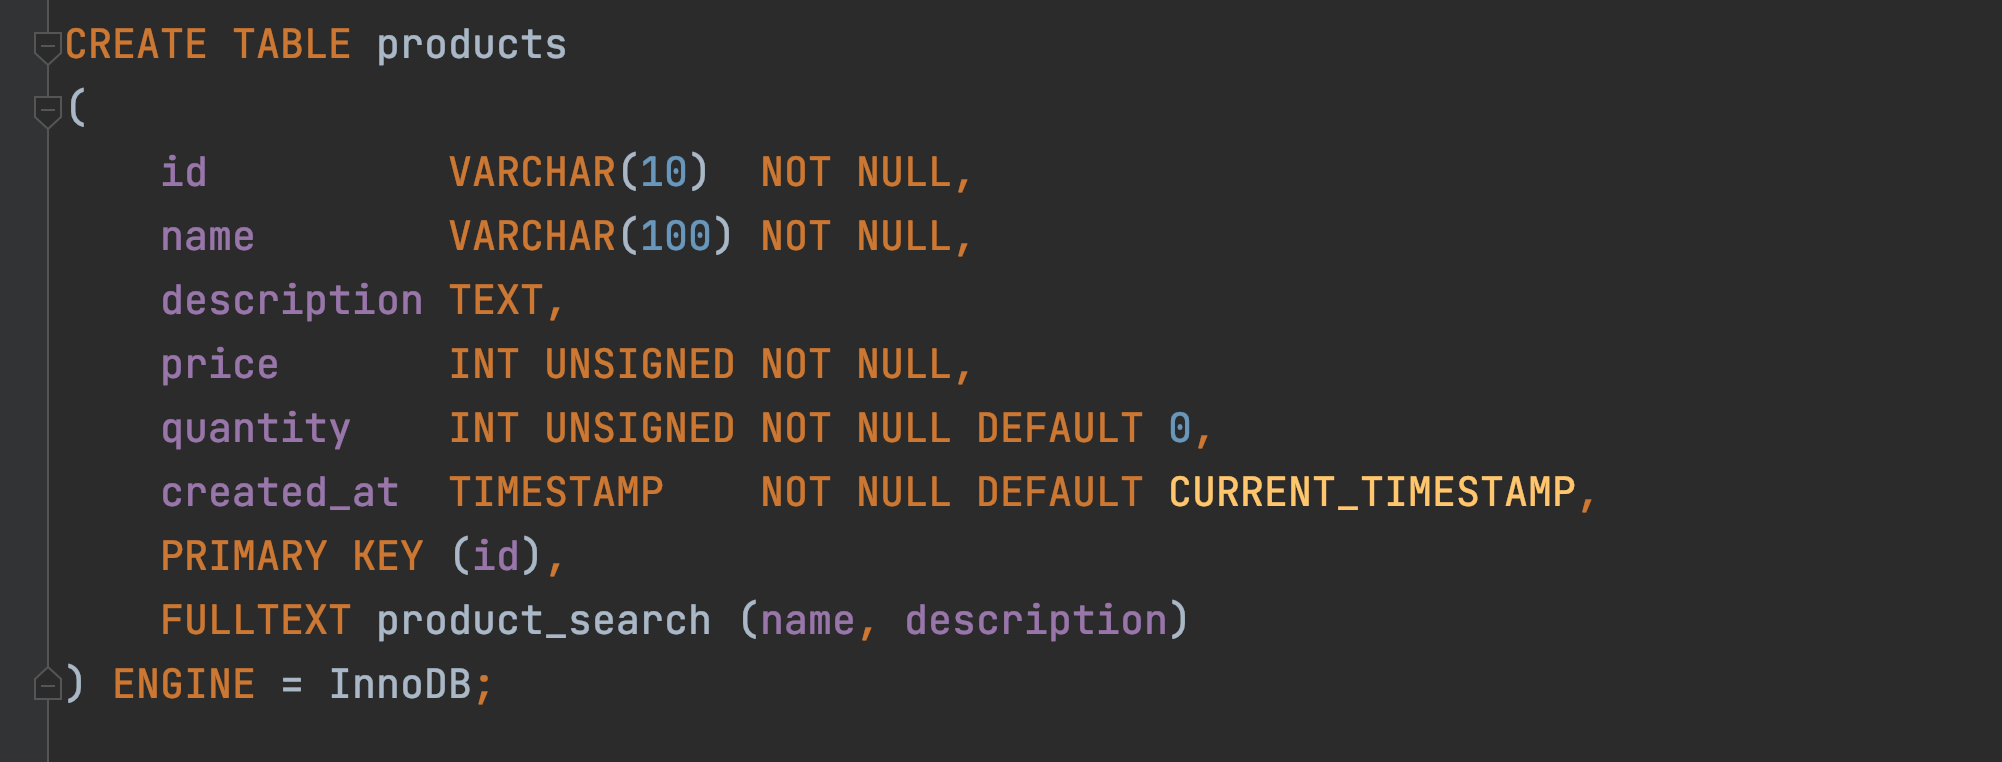 CREATE TABLE products
(
    id          VARCHAR(10)  NOT NULL,
    name        VARCHAR(100) NOT NULL,
    description TEXT,
    price       INT UNSIGNED NOT NULL,
    quantity    INT UNSIGNED NOT NULL DEFAULT 0,
    created_at  TIMESTAMP    NOT NULL DEFAULT CURRENT_TIMESTAMP,
    PRIMARY KEY (id),
    FULLTEXT product_search (name, description)
) ENGINE = InnoDB;